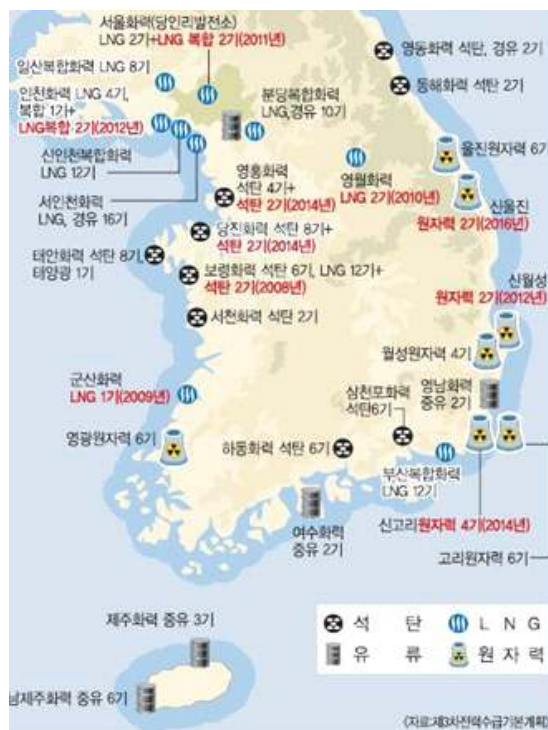 서울화력(당인리발전소)
LNG 2기+LNG 복합 2기(2011년)
영동화력 석탄, 경유 2기
동해화력 석탄 2기
일산복합화력 LNG 8기
인천화력 LNG 4기,
복합 1기+
LNG복합 2기(2012년)
분당복합화력
LNG,경유 10기
신인천복합화력
LNG 12기
서인천화력
LNG, 경유 16기
울진원자력 6기
영흥화력
석탄 4기+
석탄 2기(2014년)
영월화력
LNG 2기(2010년)
신울진
원자력 2기
(2016년)
당진화력 석탄 8기+
석탄 2기(2014년)
태안화력 석탄 8기,
태양광 1기
보령화력 석탄 6기, LNG 12기+
석탄 2기(2008년)
신월성
원자력 2기(2012년)
서천화력 석탄 2기
월성원자력 4기
군산화력
LNG 1기(2009년)
삼천포화력
석탄6기
영남화력
중유 2기
영광원자력 6기
하동화력 석탄 6기
부산복합화력
LNG 12기
여수화력
중유 2기
신고리원자력 4기(2014년)
고리원자력 6기
제주화력 중유 3기
남제주화력 중유 6기
석 탄 L N G
유 류 원 자 력
(자료:제3차전력수급기본계획)